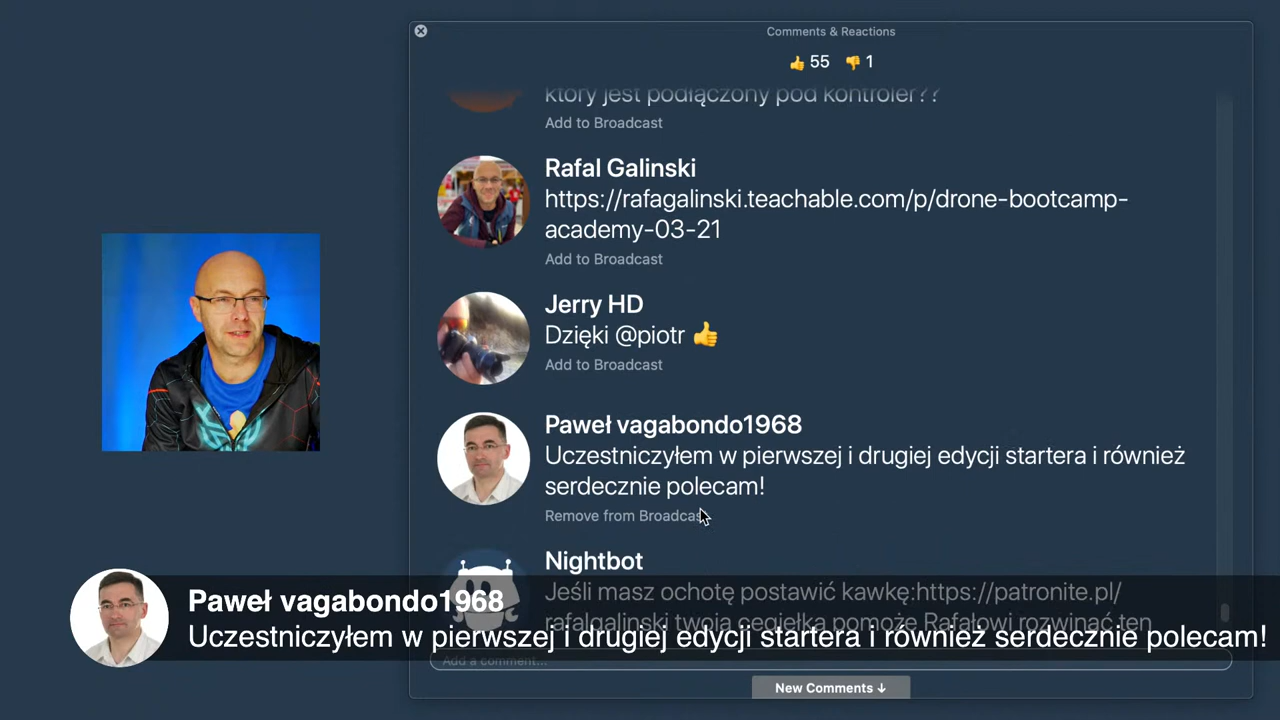 Comments & Reactions
👍 55 👎 1
który jest podłączony pod kontroler??
Add to Broadcast
Rafal Galinski
https://rafagalinski.teachable.com/p/drone-bootcamp-
academy-03-21
Add to Broadcast
Jerry HD
Dzięki @piotr 👍
Add to Broadcast
Paweł vagabondo1968
Uczestniczyłem w pierwszej i drugiej edycji startera i również
serdecznie polecam!
Remove from Broadcast
Nightbot
Jeśli masz ochotę postawić kawkę:https://patronite.pl/
rafalgalinski twoja cegiełka pomoże Rafałowi rozwinąć ten
Paweł vagabondo1968
Uczestniczyłem w pierwszej i drugiej edycji startera i również serdecznie polecam!
Add a comment...
New Comments ↓